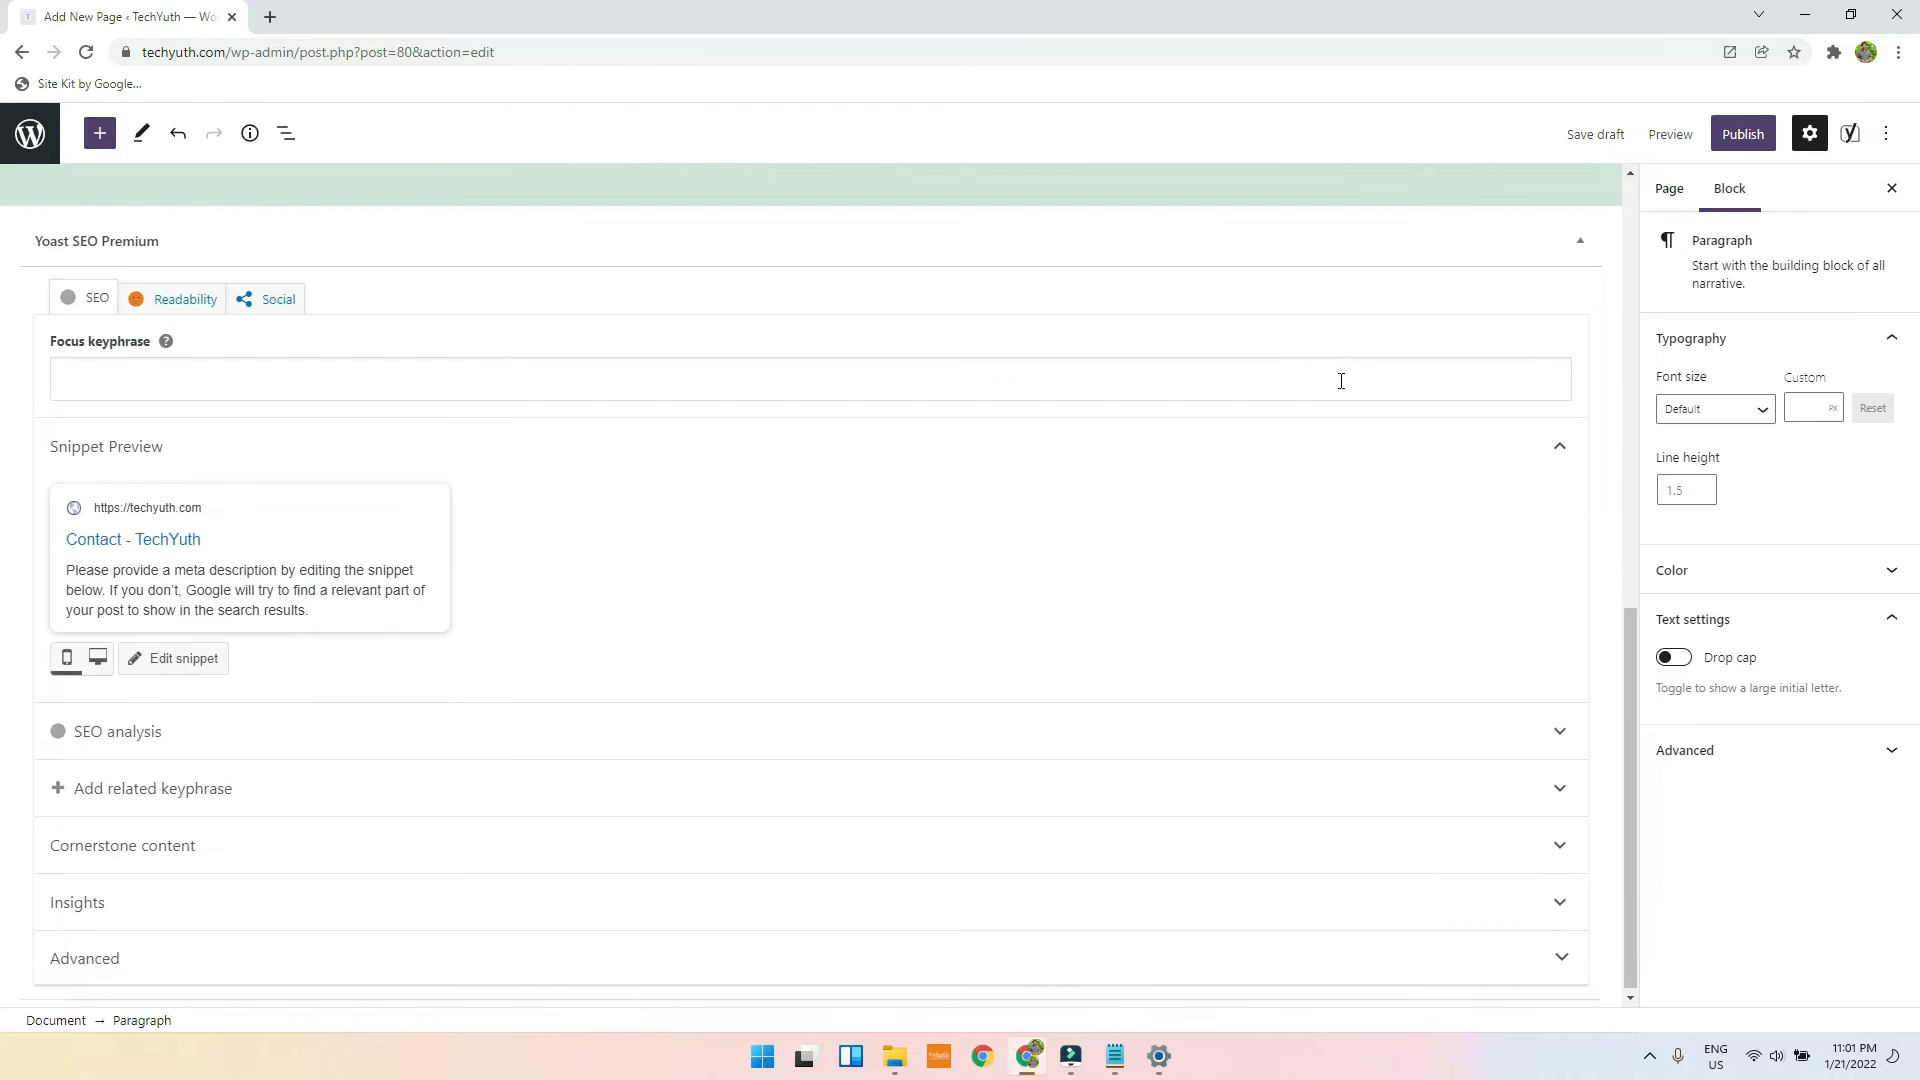 Add New Page ‹ TechYuth — Wo
techyuth.com/wp-admin/post.php?post=80&action=edit
Site Kit by Google...
Save draft
Preview
Publish
Page
Block
Yoast SEO Premium
SEO
Readability
Social
Focus keyphrase
Snippet Preview
https://techyuth.com
Contact - TechYuth
Please provide a meta description by editing the snippet
below. If you don’t, Google will try to find a relevant part of
your post to show in the search results.
Edit snippet
SEO analysis
Add related keyphrase
Cornerstone content
Insights
Advanced
Paragraph
Start with the building block of all
narrative.
Typography
Font size
Custom
Default
PX
Reset
Line height
1.5
Color
Text settings
Drop cap
Toggle to show a large initial letter.
Advanced
Document → Paragraph
ENG
US
11:01 PM
1/21/2022